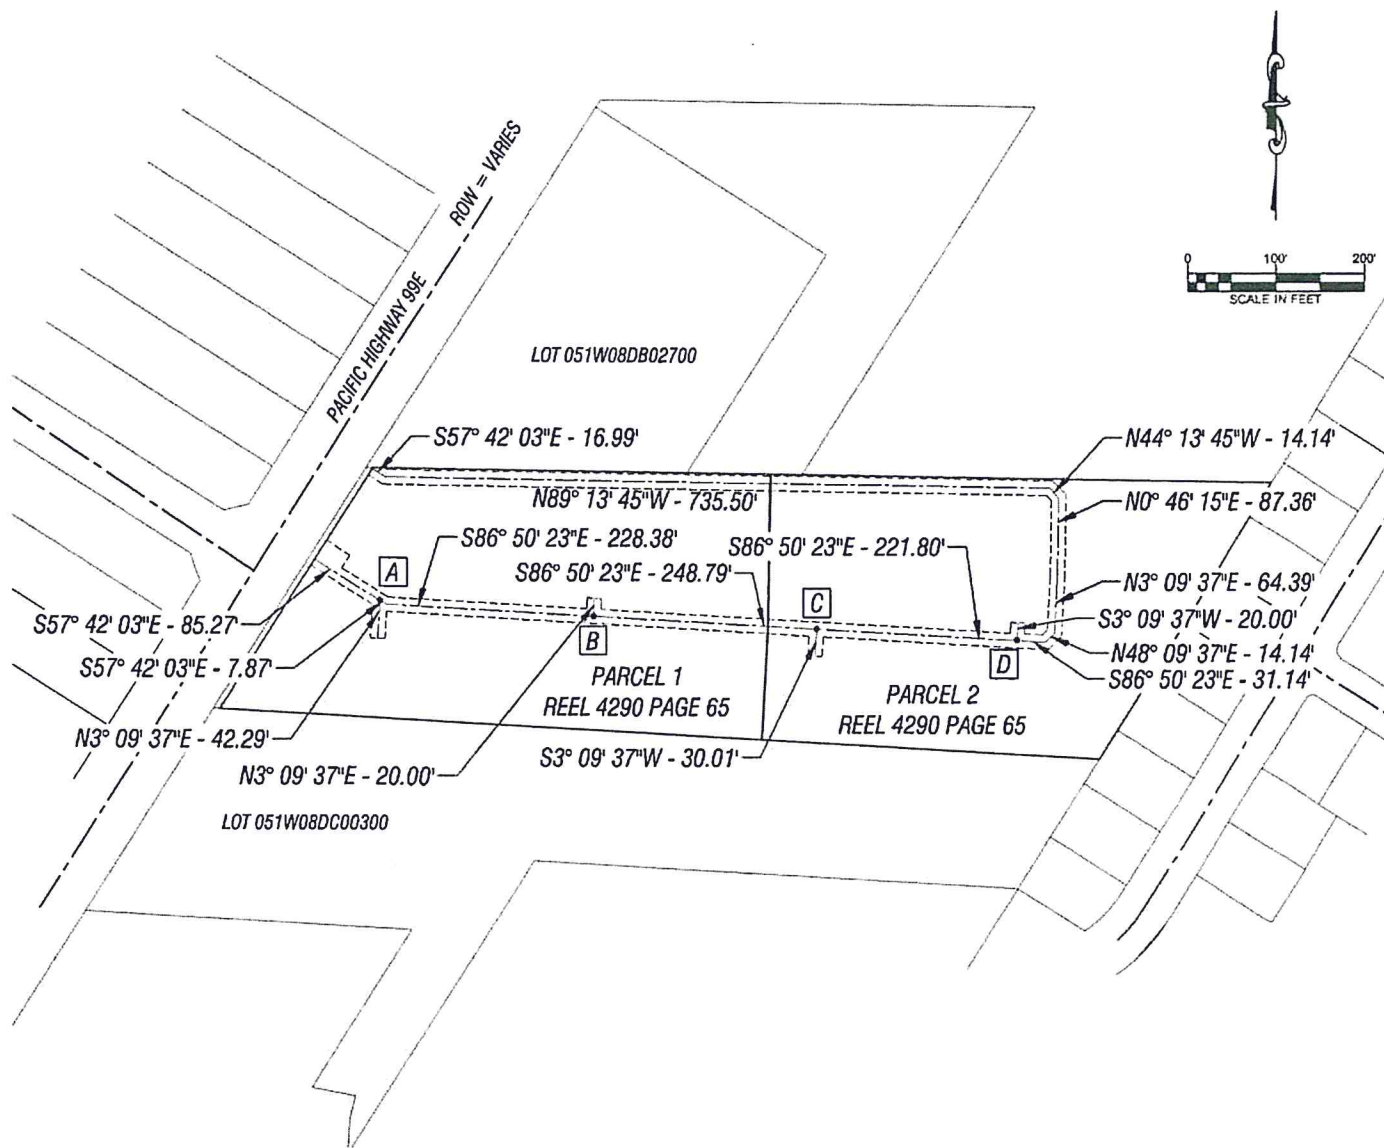 ROW = VARIES
PACIFIC HIGHWAY 99E
0 100' 200'
SCALE IN FEET
LOT 051W08DB02700
S57° 42' 03"E - 16.99'
N44° 13' 45"W - 14.14'
N89° 13' 45"W - 735.50'
N0° 46' 15"E - 87.36'
S86° 50' 23"E - 228.38'
S86° 50' 23"E - 221.80'
S86° 50' 23"E - 248.79'
A
N3° 09' 37"E - 64.39'
S57° 42' 03"E - 85.27'
C
S3° 09' 37"W - 20.00'
B
D
N48° 09' 37"E - 14.14'
S57° 42' 03"E - 7.87'
S86° 50' 23"E - 31.14'
PARCEL 1
REEL 4290 PAGE 65
PARCEL 2
REEL 4290 PAGE 65
N3° 09' 37"E - 42.29'
S3° 09' 37"W - 30.01'
N3° 09' 37"E - 20.00'
LOT 051W08DC00300